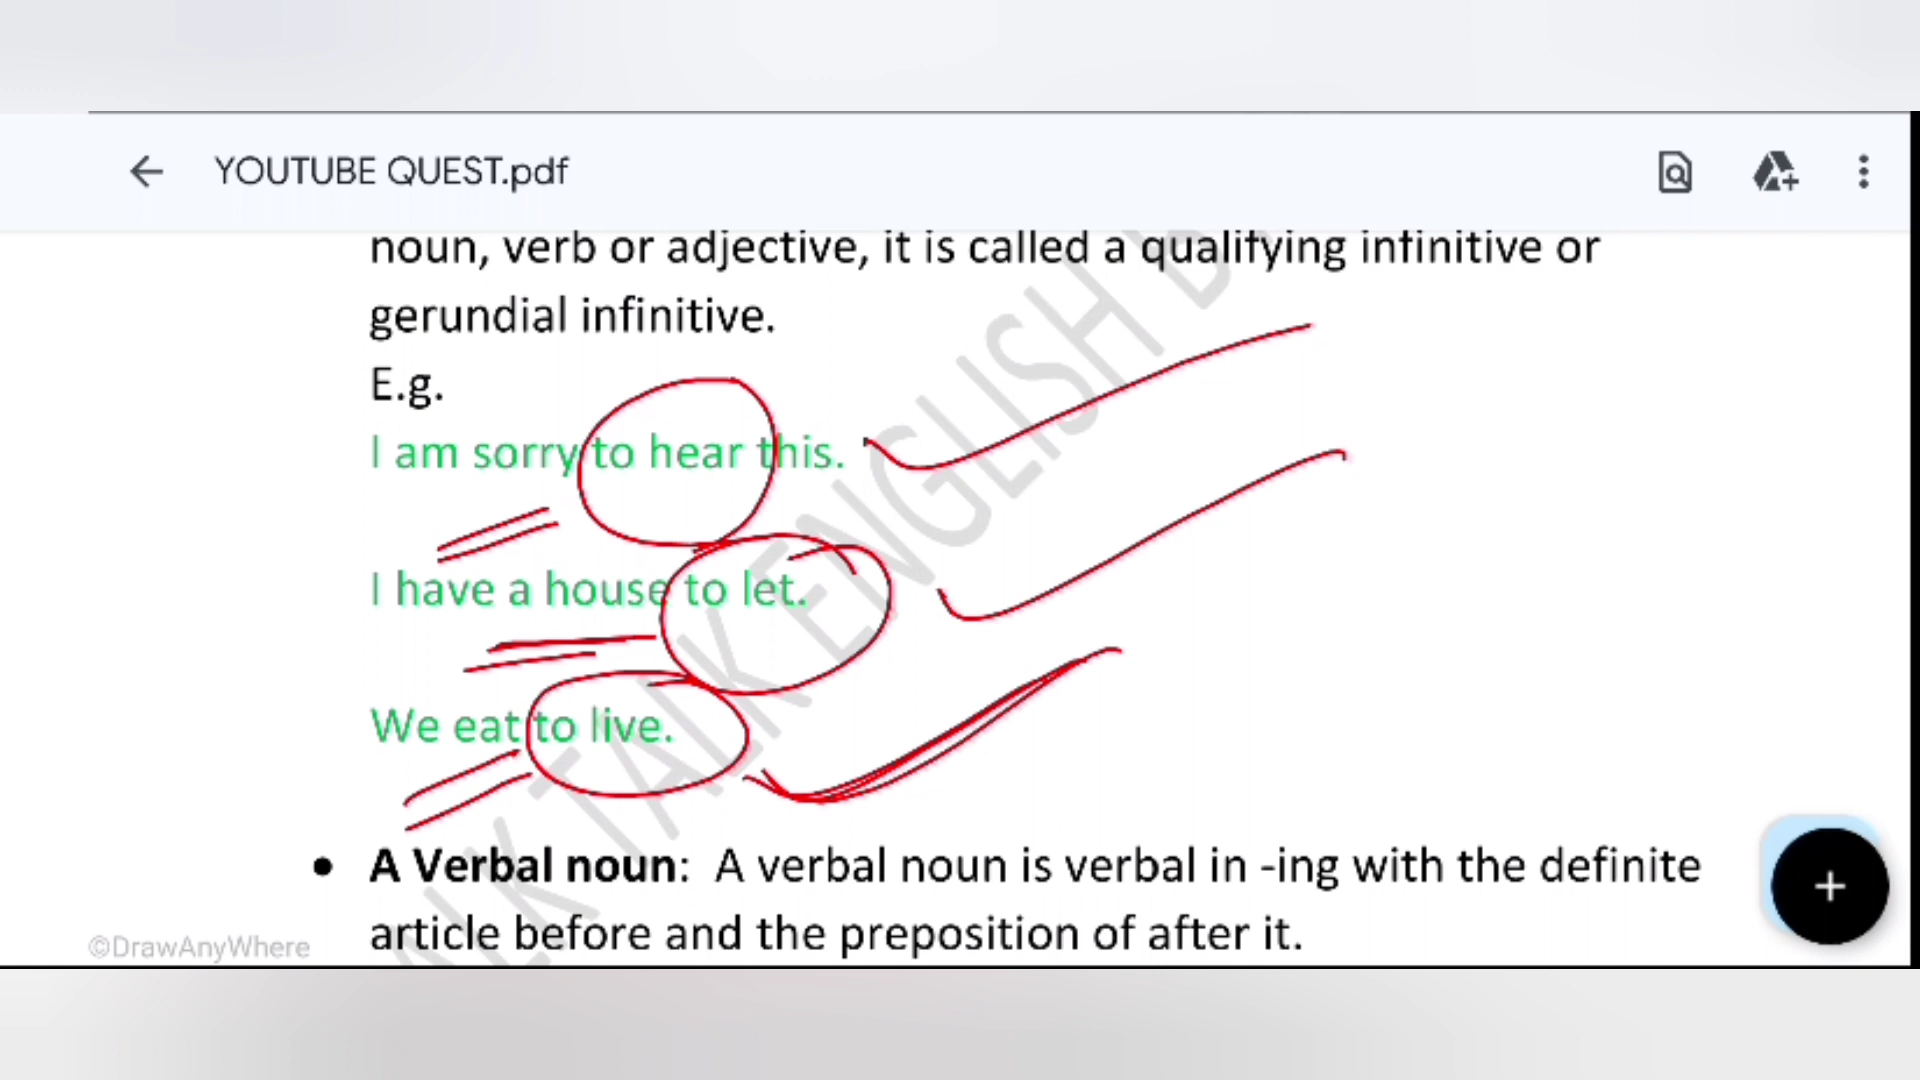 YOUTUBE QUEST.pdf
noun, verb or adjective, it is called a qualifying infinitive or
gerundial infinitive.
E.g.
I am sorry to hear this.
I have a house to let.
We eat to live.
• A Verbal noun: A verbal noun is verbal in -ing with the definite
article before and the preposition of after it.
©DrawAnyWhere
TALK ENGLISH